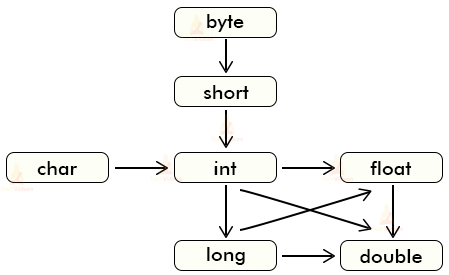 byte
short
char int float
long double